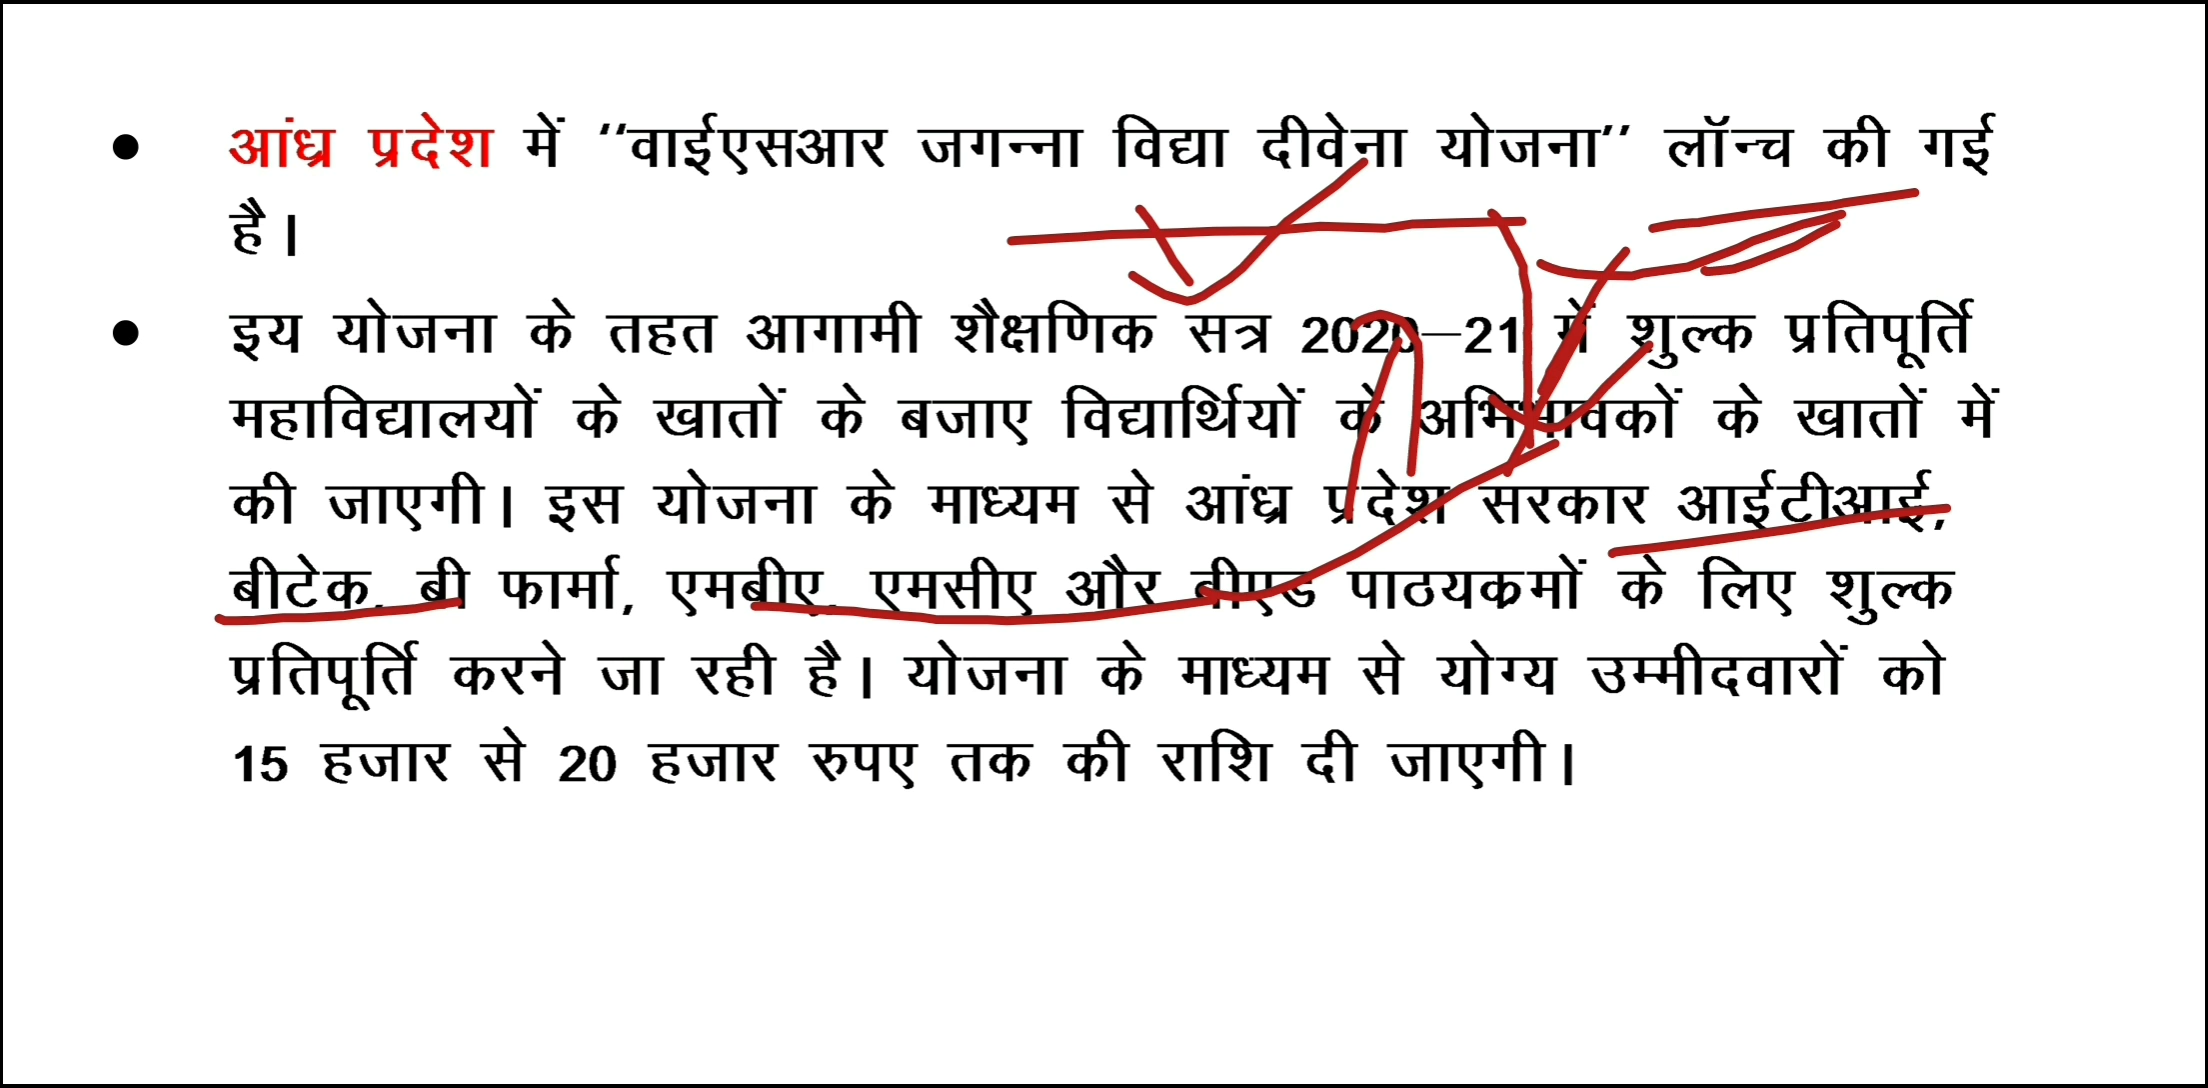 • आंध्र प्रदेश में ‘‘वाईएसआर जगन्ना विद्या दीवेना योजना’’ लॉन्च की गई
है।
• इय योजना के तहत आगामी शैक्षणिक सत्र 2020–21 में शुल्क प्रतिपूर्ति
महाविद्यालयों के खातों के बजाए विद्यार्थियों के अभिभावकों के खातों में
की जाएगी। इस योजना के माध्यम से आंध्र प्रदेश सरकार आईटीआई,
बीटेक, बी फार्मा, एमबीए, एमसीए और बीएड पाठयक्रमों के लिए शुल्क
प्रतिपूर्ति करने जा रही है। योजना के माध्यम से योग्य उम्मीदवारों को
15 हजार से 20 हजार रुपए तक की राशि दी जाएगी।